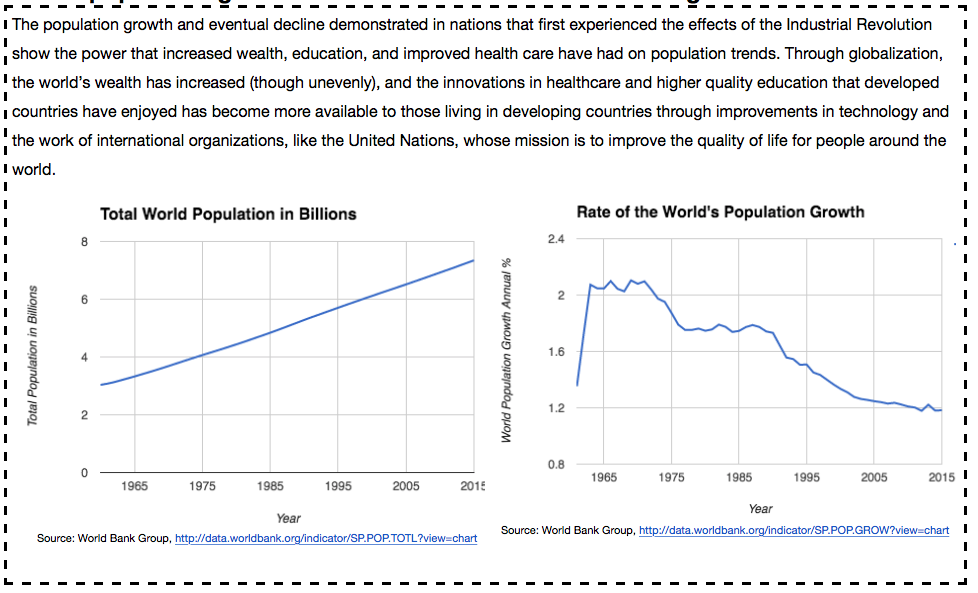 The population growth and eventual decline demonstrated in nations that first experienced the effects of the Industrial Revolution
show the power that increased wealth, education, and improved health care have had on population trends. Through globalization,
the world's wealth has increased (though unevenly), and the innovations in healthcare and higher quality education that developed
countries have enjoyed has become more available to those living in developing countries through improvements in technology and
the work of international organizations, like the United Nations, whose mission is to improve the quality of life for people around the
world.
Total World Population in Billions
Total Population in Billions
8
6
4
2
0
1965 1975 1985 1995 2005 2015
Year
Source: World Bank Group, http://data.worldbank.org/indicator/SP.POP.TOTL?view=chart
Rate of the World's Population Growth
World Population Growth Annual %
2.4
2
1.6
1.2
0.8
1965 1975 1985 1995 2005 2015
Year
Source: World Bank Group, http://data.worldbank.org/indicator/SP.POP.GROW?view=chart